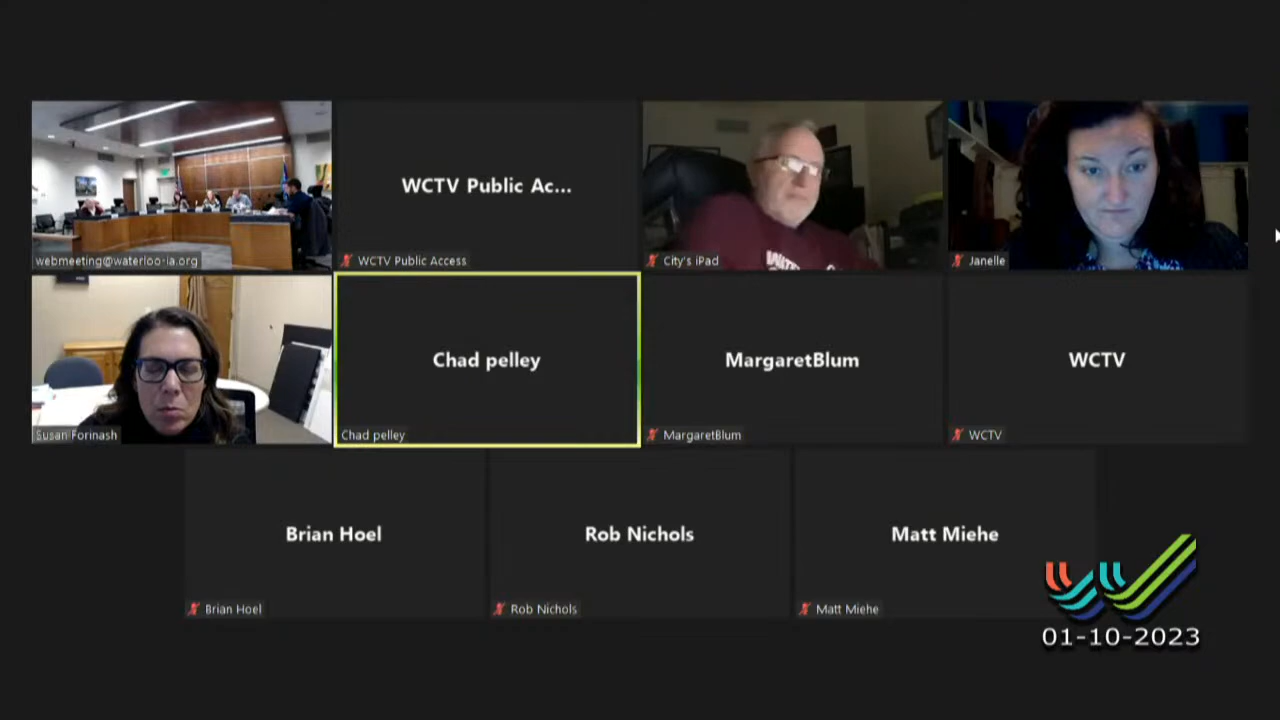 webmeeting@waterloo-ia.org
WCTV Public Ac...
WCTV Public Access
City's iPad
Janelle
Susan Forinash
Chad pelley
Chad pelley
MargaretBlum
MargaretBlum
WCTV
WCTV
Brian Hoel
Brian Hoel
Rob Nichols
Rob Nichols
Matt Miehe
Matt Miehe
01-10-2023